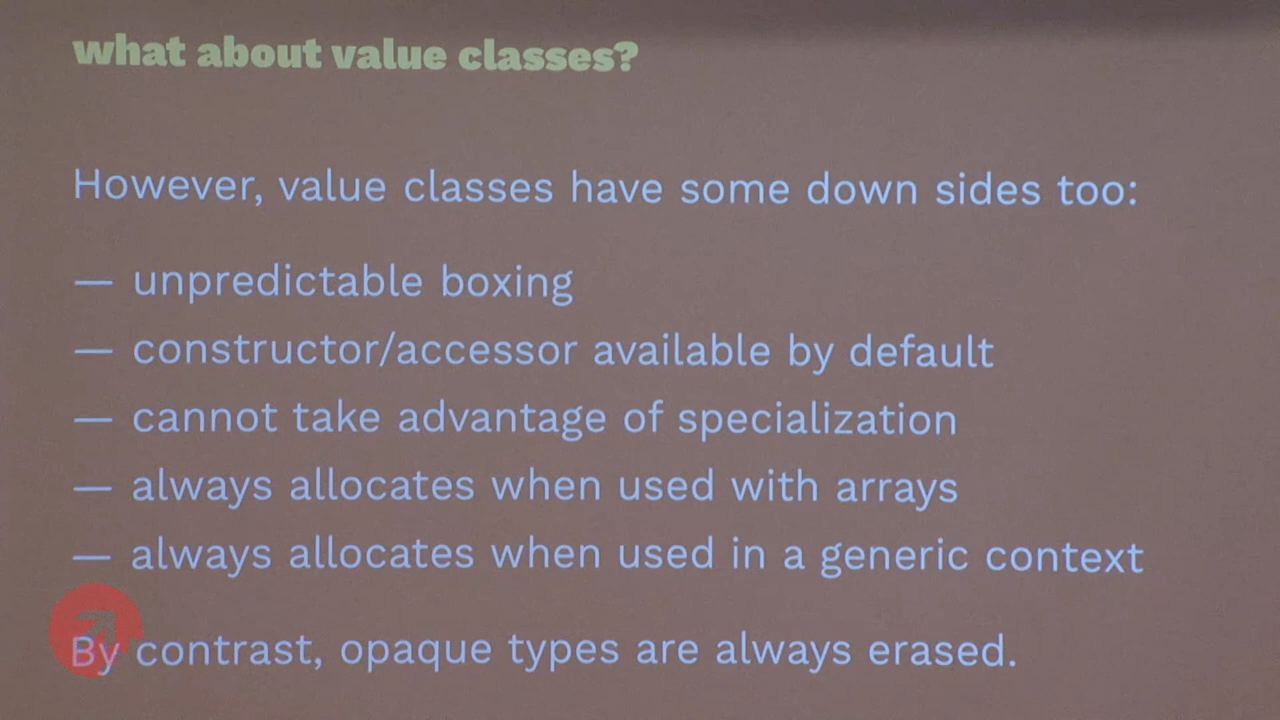 what about value classes?
However, value classes have some down sides too:
— unpredictable boxing
— constructor/accessor available by default
— cannot take advantage of specialization
— always allocates when used with arrays
— always allocates when used in a generic context
By contrast, opaque types are always erased.